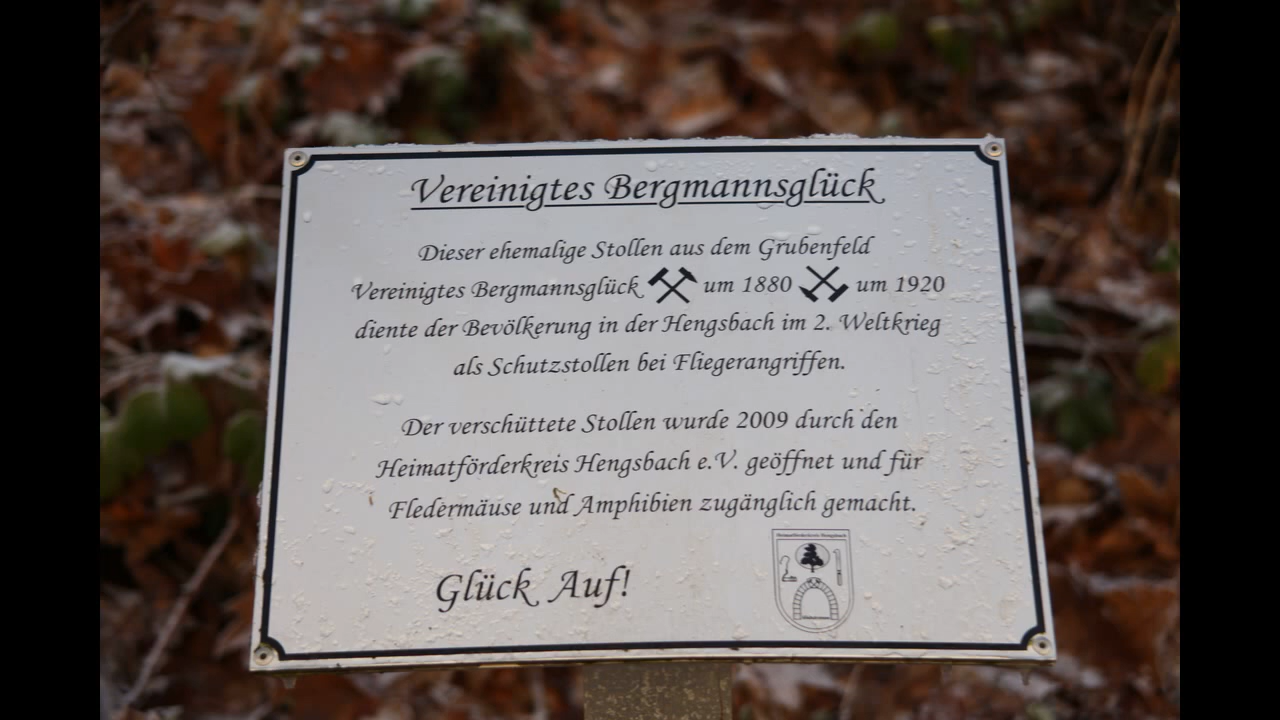 Vereinigtes Bergmannsglück
Dieser ehemalige Stollen aus dem Grubenfeld
Vereinigtes Bergmannsglück um 1880 um 1920
diente der Bevölkerung in der Hengsbach im 2. Weltkrieg
als Schutzstollen bei Fliegerangriffen.
Der verschüttete Stollen wurde 2009 durch den
Heimatförderkreis Hengsbach e.V. geöffnet und für
Fledermäuse und Amphibien zugänglich gemacht.
Heimatförderkreis Hengsbach
Glück Auf!